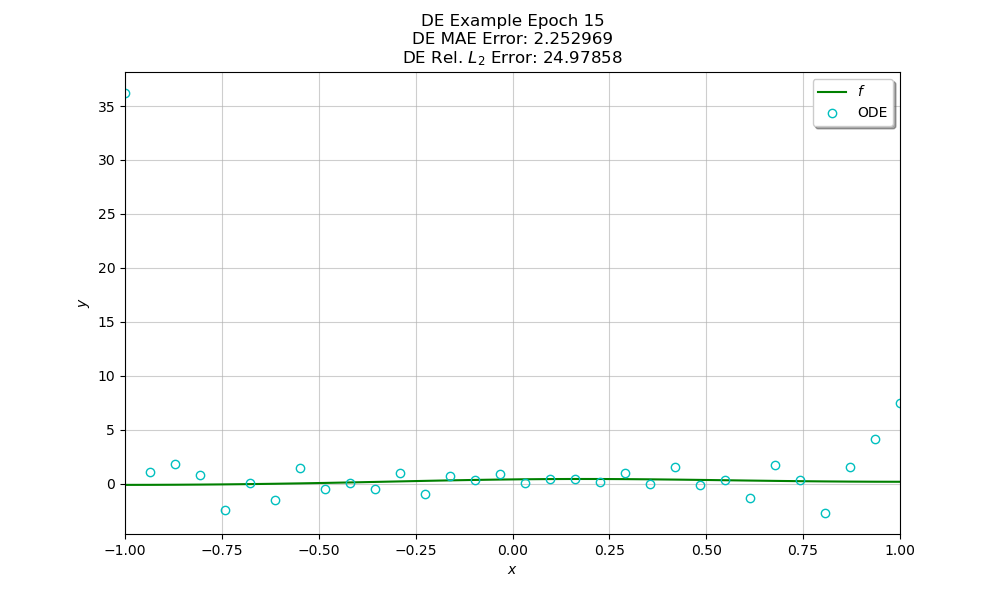 DE Example Epoch 15
DE MAE Error: 2.252969
DE Rel. $L_2$ Error: 24.97858
f
ODE
35
30
25
20
15
10
5
0
y
−1.00 −0.75 −0.50 −0.25 0.00 0.25 0.50 0.75 1.00
x